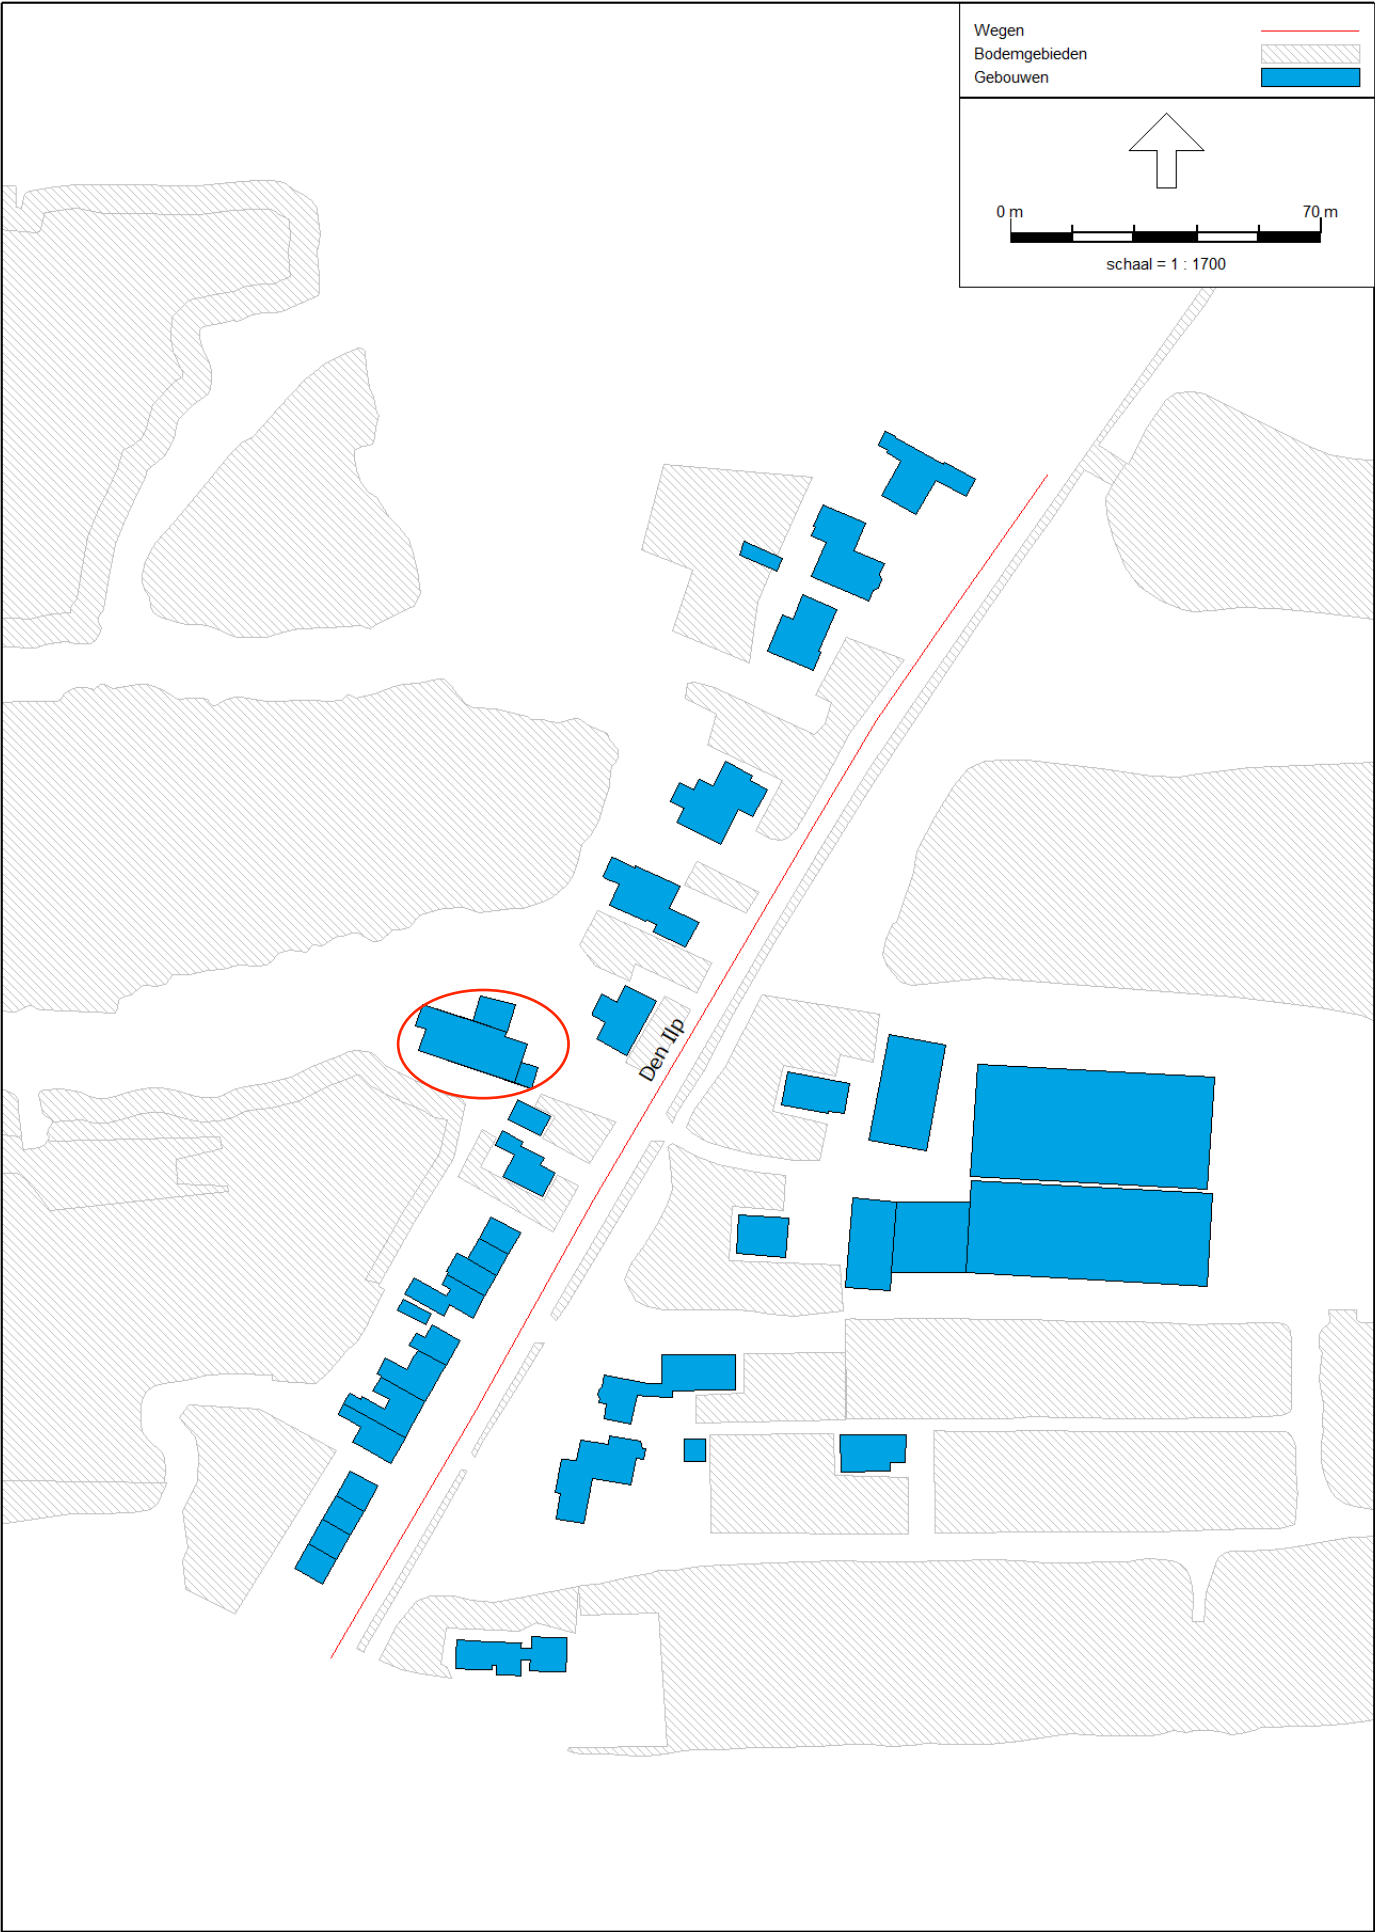 Wegen
Bodemgebieden
Gebouwen
0 m 70 m
schaal = 1 : 1700
Den Ilp